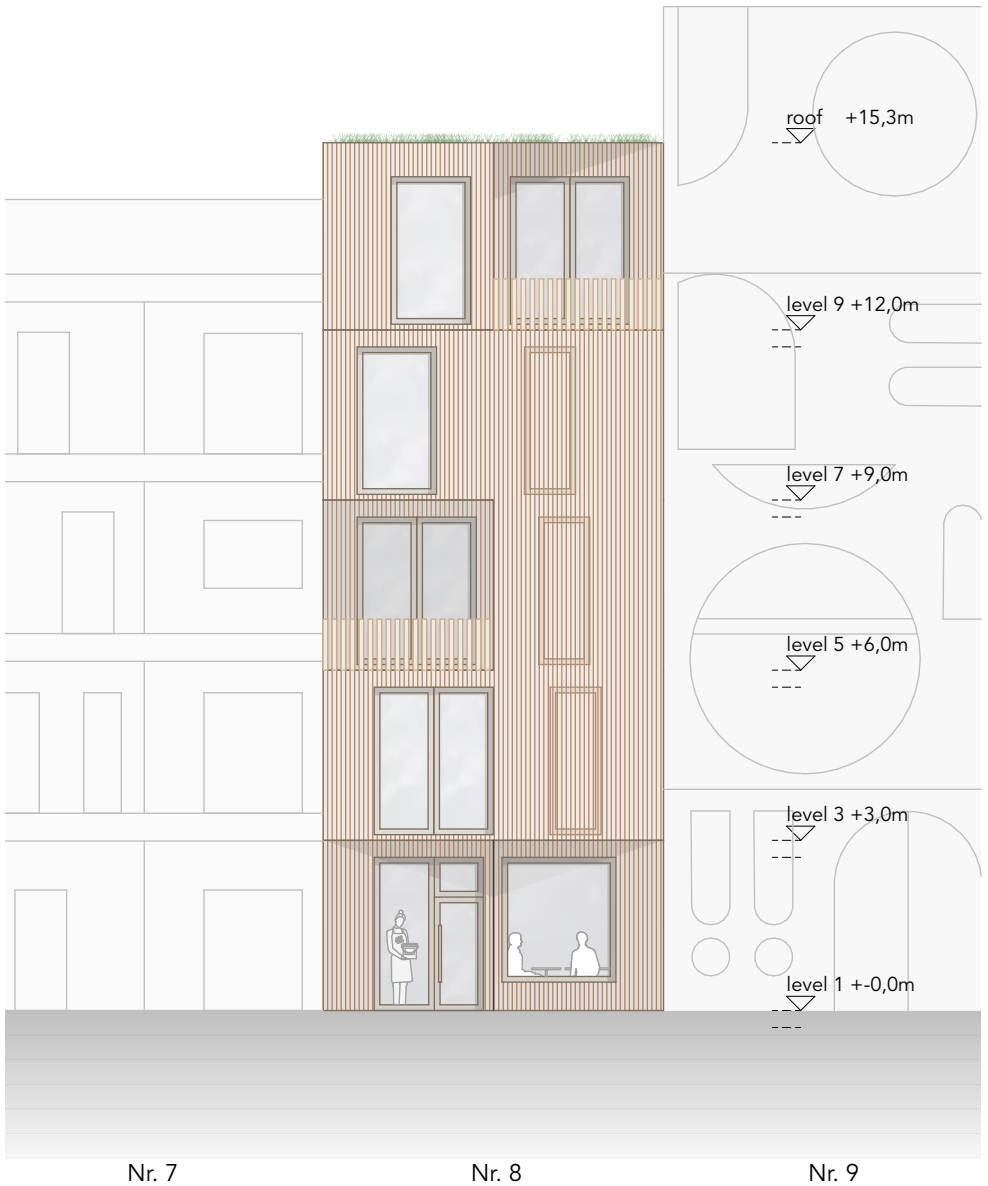 roof +15,3m
level 9 +12,0m
level 7 +9,0m
level 5 +6,0m
level 3 +3,0m
level 1 +-0,0m
Nr. 7 Nr. 8 Nr. 9